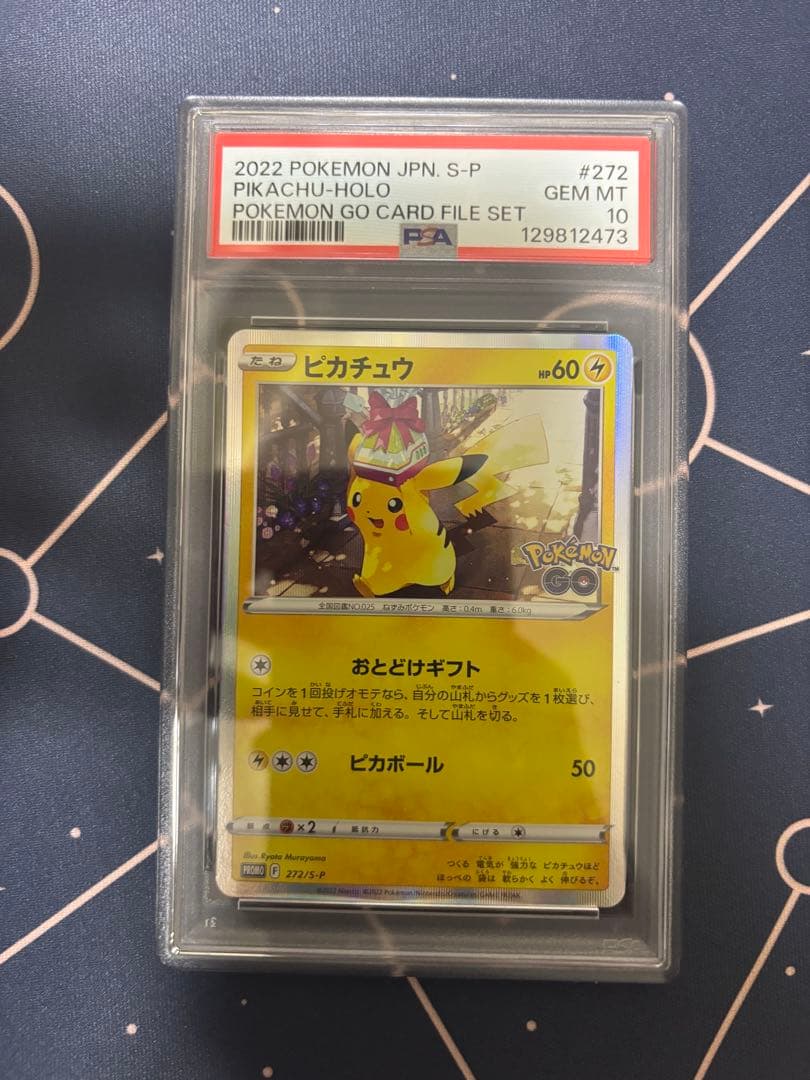 2022 POKEMON JPN. S-P #272
PIKACHU-HOLO GEM MT
POKEMON GO CARD FILE SET 10
PSA 129812473
たね ピカチュウ HP60
Pokémon GO
全国図鑑NO.025 ねずみポケモン 高さ:0.4m 重さ:6.0kg
おとどけギフト
コインを1回投げオモテなら、自分の山札からグッズを1枚選び、
相手に見せて、手札に加える。そして山札を切る。
ピカボール 50
弱点 ×2 抵抗力 にげる
illus. Ryota Murayama
つくる 電気が 強力な ピカチュウほど
ほっぺの 袋は 軟らかく よく 伸びるぞ。
PROMO F 272/S-P